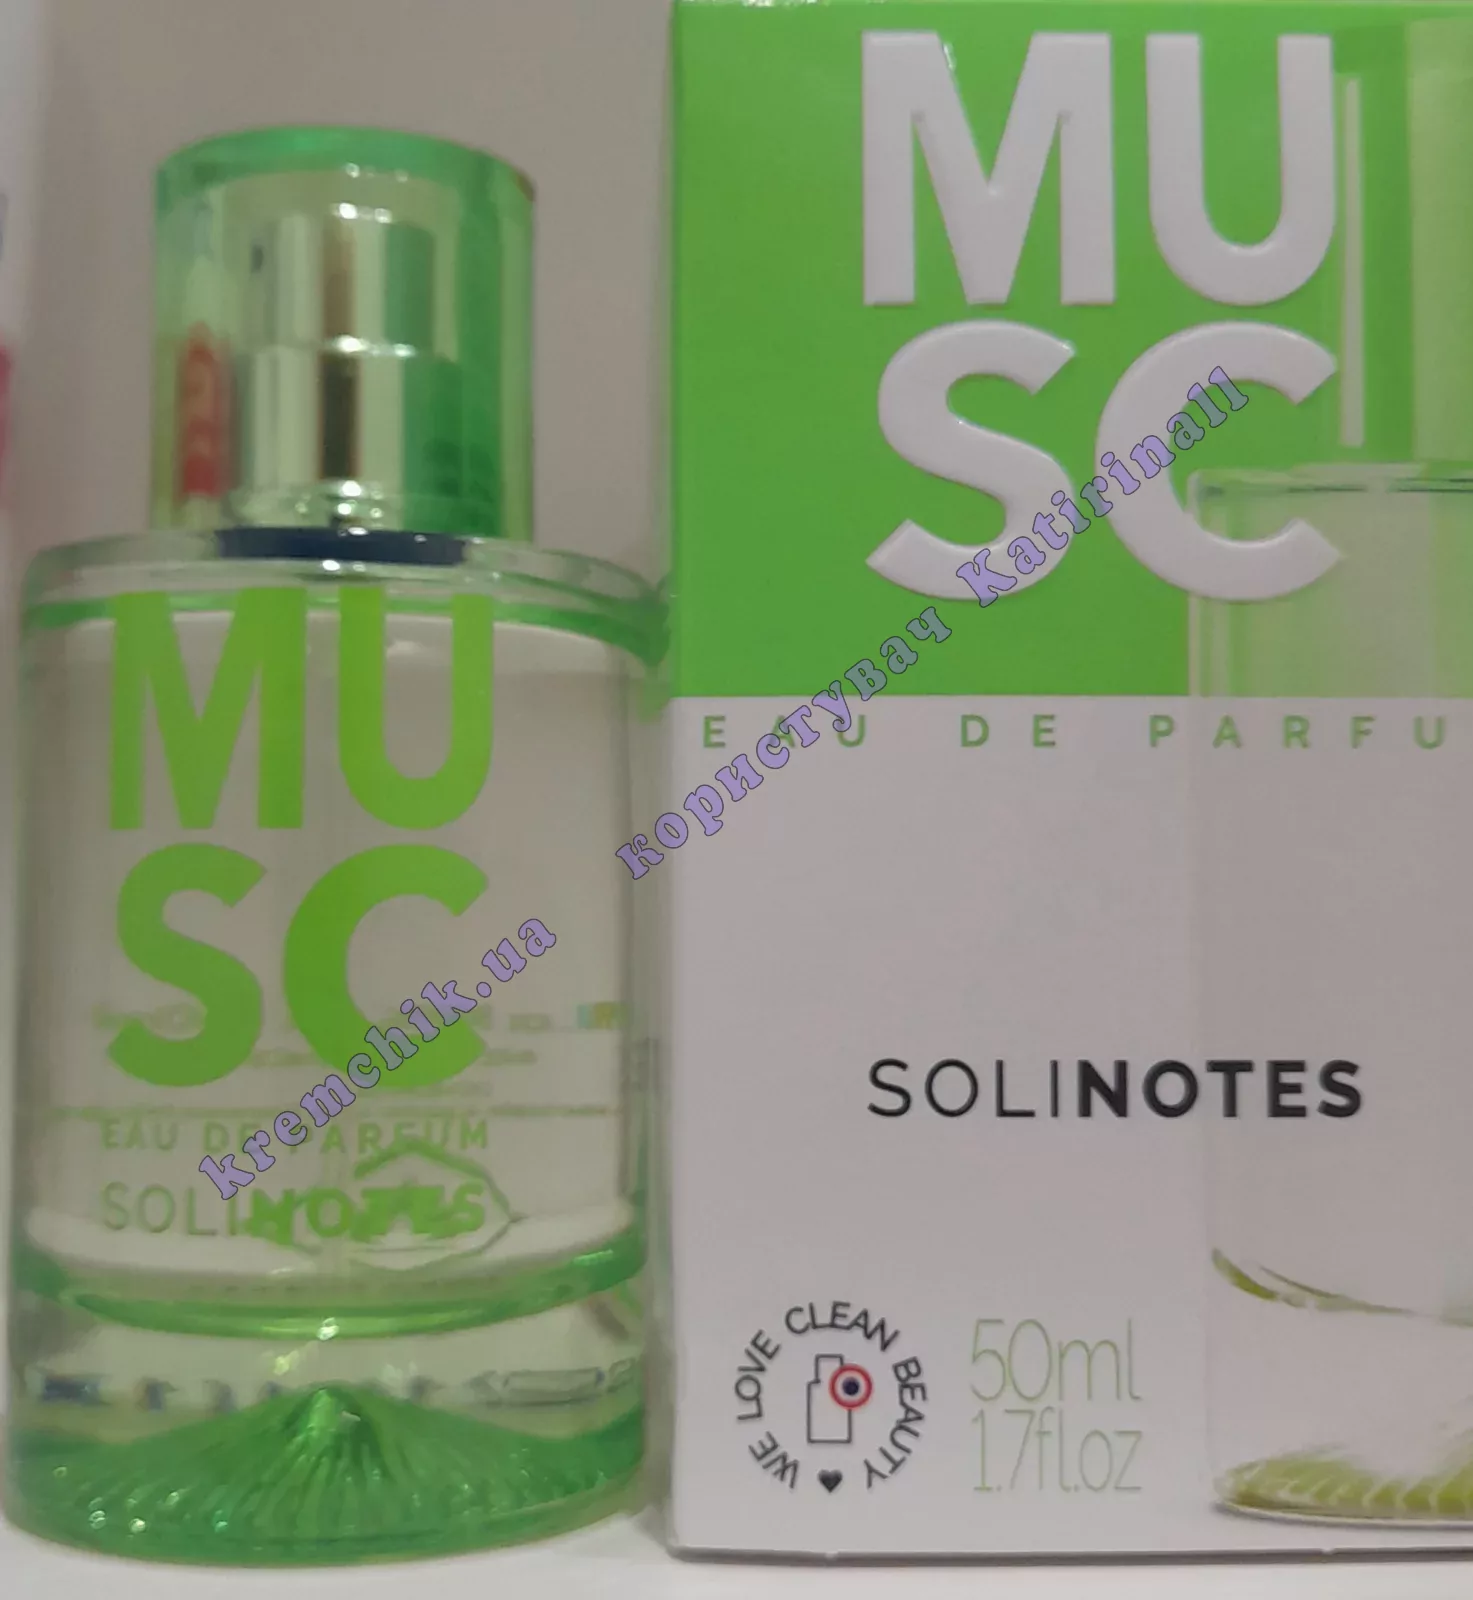 MU
SC
EAU DE PARFUM
SOLINOTES
MU
SC
EAU DE PARFU
SOLINOTES
WE LOVE CLEAN BEAUTY
50ml
1.7fl.oz
kremchik.ua користувач Katirinall